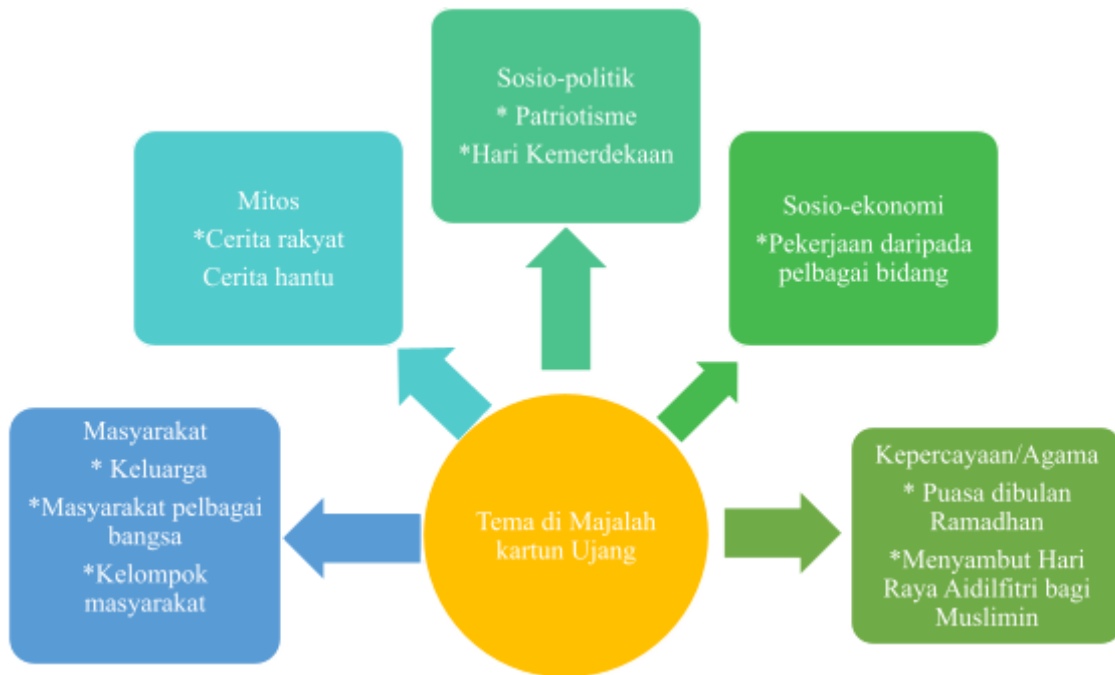 Sosio-politik
* Patriotisme
*Hari Kemerdekaan
Mitos
*Cerita rakyat
Cerita hantu
Sosio-ekonomi
*Pekerjaan daripada
pelbagai bidang
Masyarakat
* Keluarga
*Masyarakat pelbagai
bangsa
*Kelompok
masyarakat
Tema di Majalah
kartun Ujang
Kepercayaan/Agama
* Puasa dibulan
Ramadhan
*Menyambut Hari
Raya Aidilfitri bagi
Muslimin